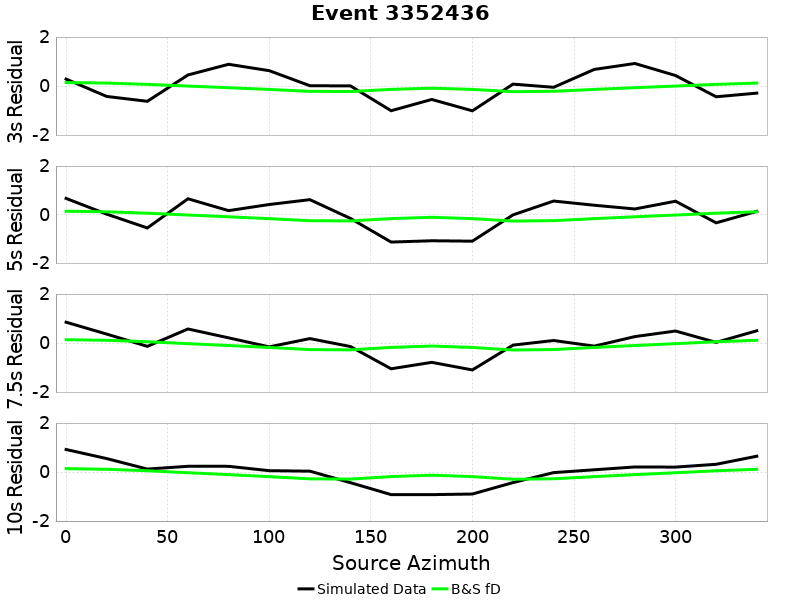 Event 3352436
3s Residual
2
0
-2
5s Residual
2
0
-2
7.5s Residual
2
0
-2
10s Residual
2
0
-2
0 50 100 150 200 250 300
Source Azimuth
Simulated Data B&S fD